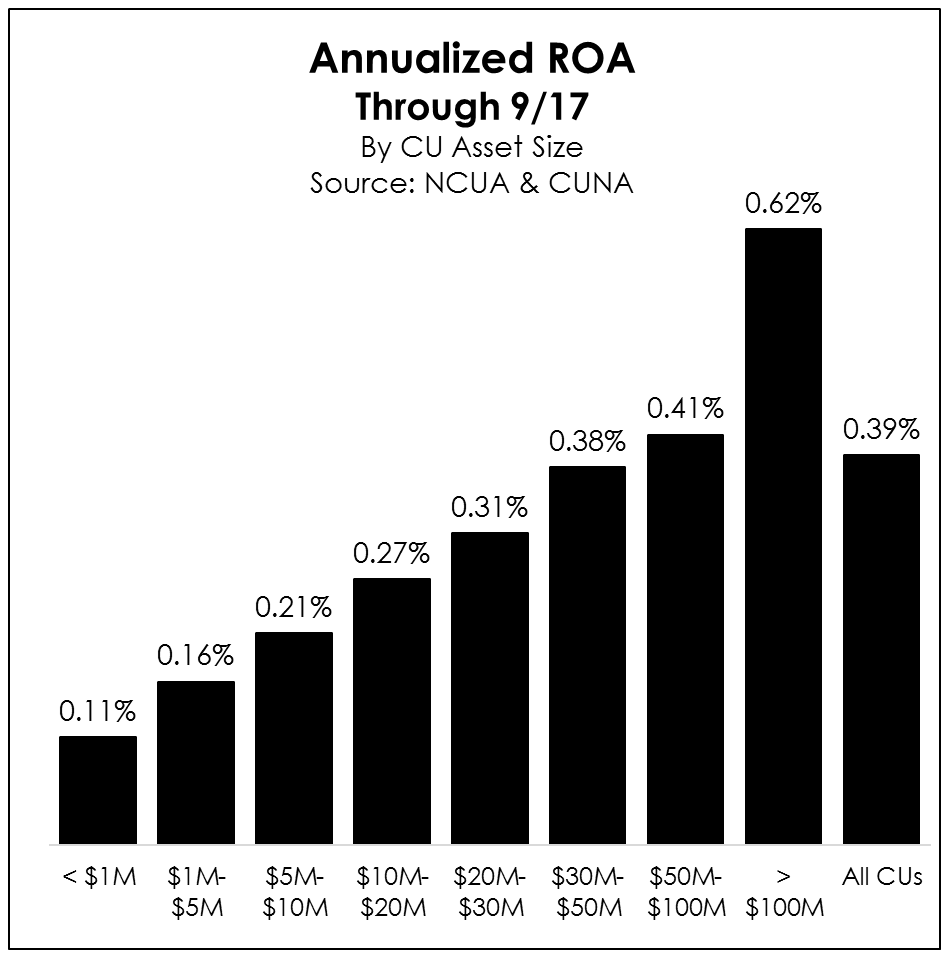 Annualized ROA
Through 9/17
By CU Asset Size
Source: NCUA & CUNA
0.62%
0.41%
0.39%
0.38%
0.31%
0.27%
0.21%
0.16%
0.11%
< $1M $1M- $5M- $10M- $20M- $30M- $50M- > All CUs
$5M $10M $20M $30M $50M $100M $100M